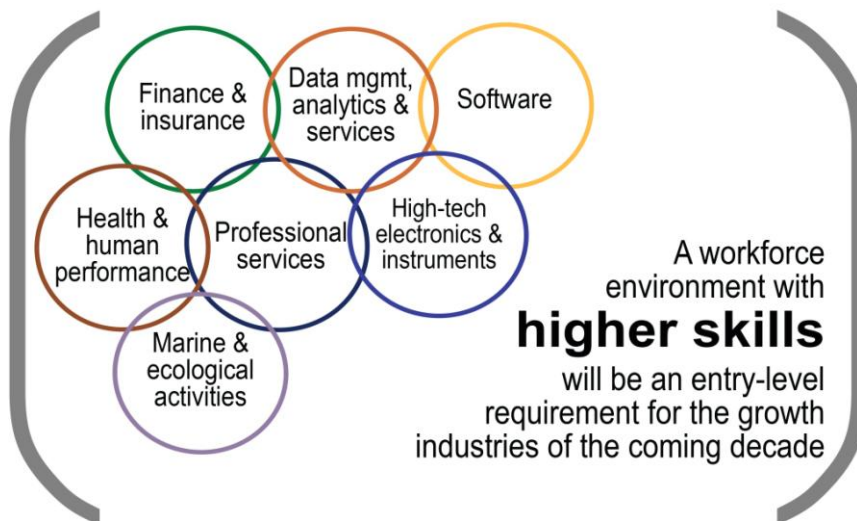 Finance &
insurance
Data mgmt,
analytics &
services
Software
Health &
human
performance
Professional
services
High-tech
electronics &
instruments
Marine &
ecological
activities
A workforce
environment with
higher skills
will be an entry-level
requirement for the growth
industries of the coming decade